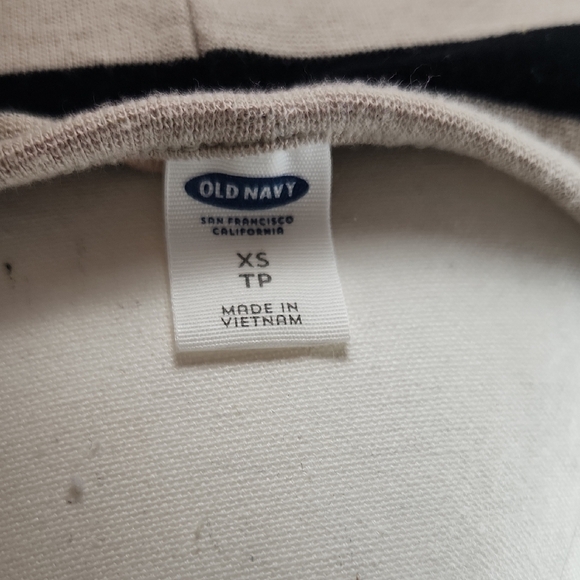 OLD NAVY
SAN FRANCISCO
CALIFORNIA
XS
TP
MADE IN
VIETNAM